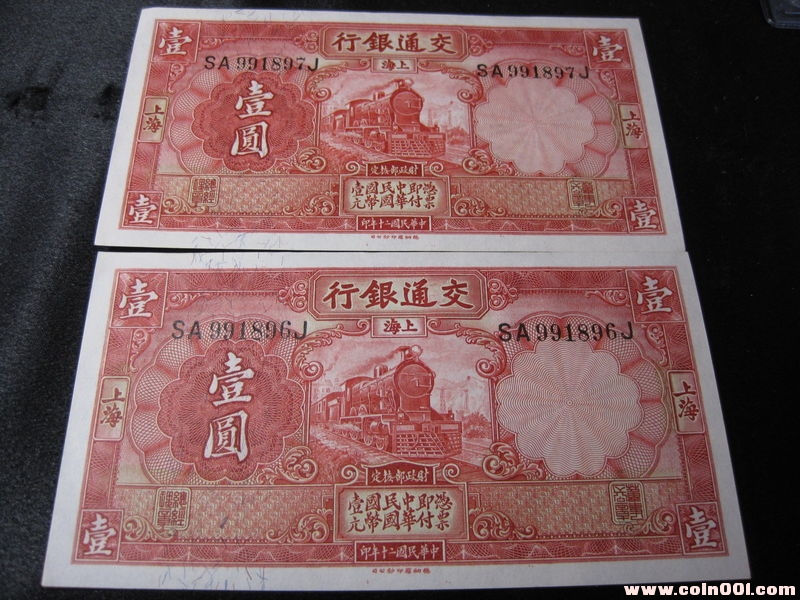 交通銀行
上海
SA991897J
SA991897J
壹
壹
壹圓
上海
上海
財政部核定
憑票即付中華民國國幣壹元
壹
壹
中華民國二十年印
交通銀行
上海
SA991896J
SA991896J
壹
壹
壹圓
上海
上海
財政部核定
憑票即付中華民國國幣壹元
壹
壹
中華民國二十年印
www.coln001.com